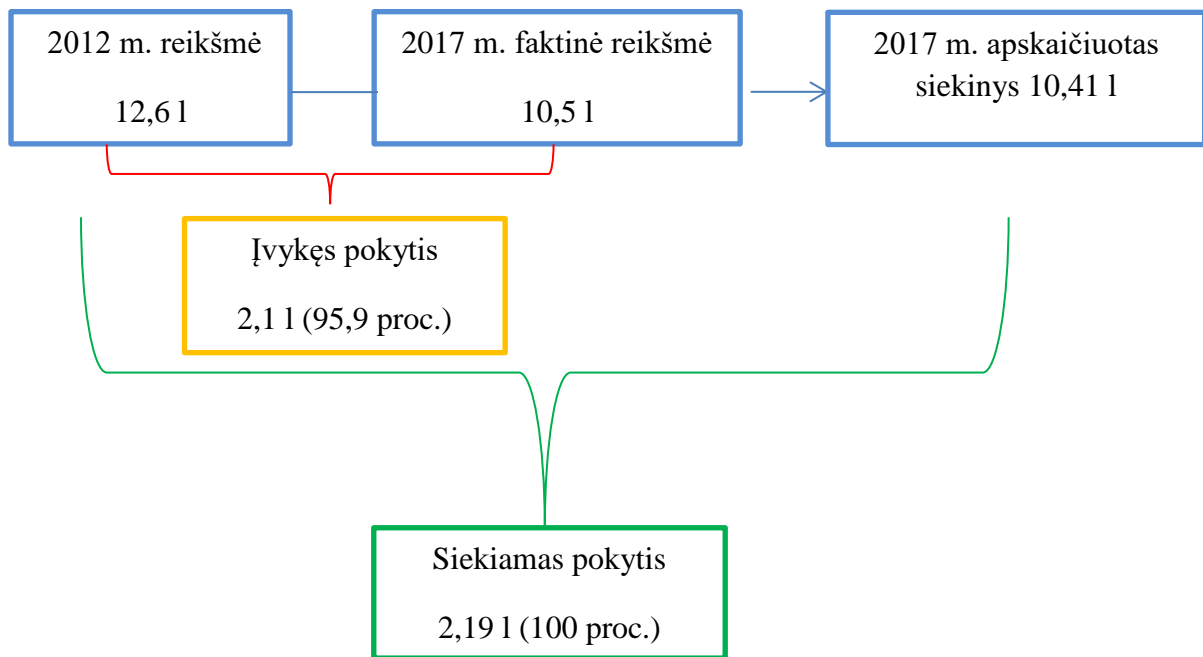 2012 m. reikšmė
12,6 l
2017 m. faktinė reikšmė
10,5 l
2017 m. apskaičiuotas
siekinys 10,41 l
Įvykęs pokytis
2,1 l (95,9 proc.)
Siekiamas pokytis
2,19 l (100 proc.)